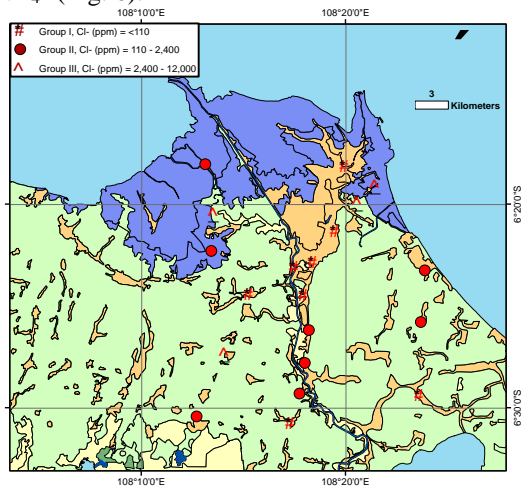 108°10'0"E 108°20'0"E
Group I, Cl- (ppm) = <110
Group II, Cl- (ppm) = 110 - 2,400
Group III, Cl- (ppm) = 2,400 - 12,000
3
Kilometers
6°20'0"S
6°30'0"S
108°10'0"E 108°20'0"E